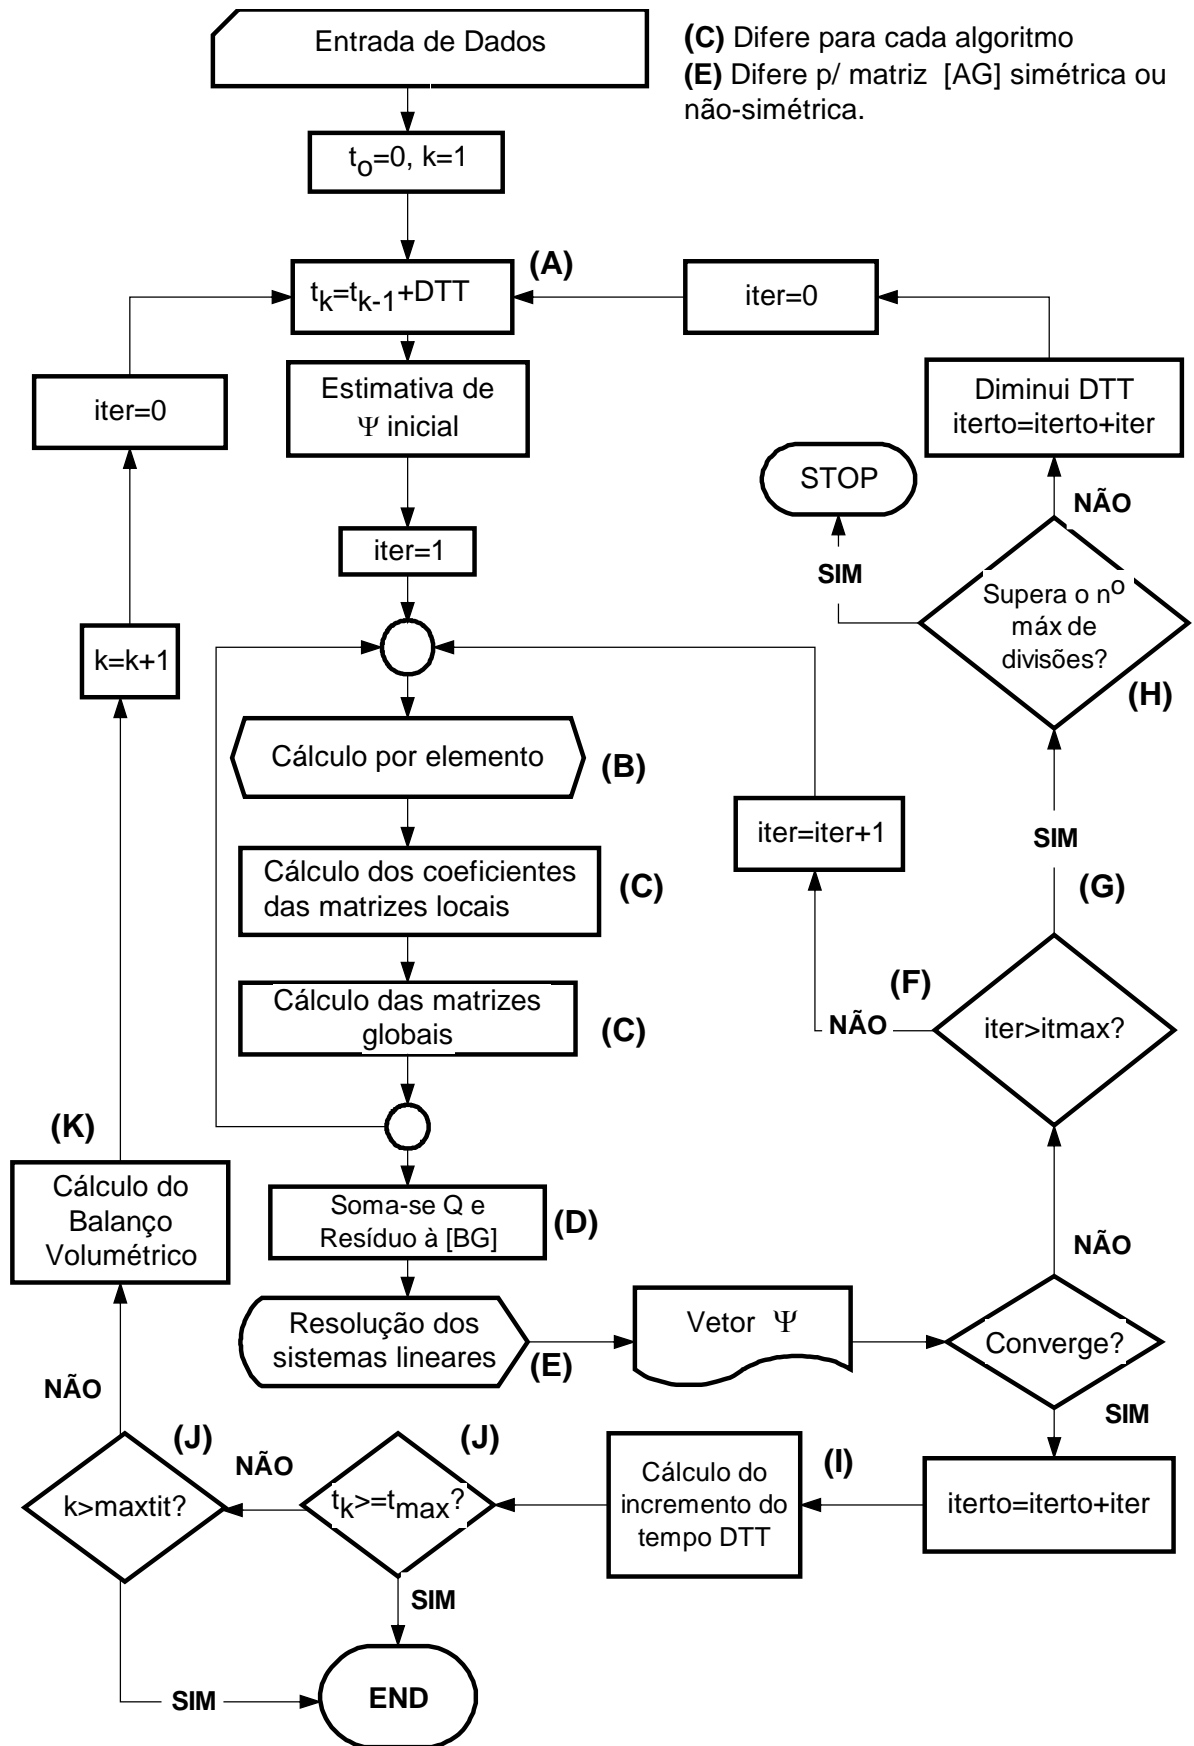 Entrada de Dados
(C) Difere para cada algoritmo
(E) Difere p/ matriz [AG] simétrica ou
não-simétrica.
to=0, k=1
(A)
tk=tk-1+DTT
iter=0
iter=0
Estimativa de
Ψ inicial
Diminui DTT
iterto=iterto+iter
STOP
NÃO
iter=1
SIM
Supera o nº
máx de
divisões?
(H)
k=k+1
Cálculo por elemento
(B)
iter=iter+1
SIM
Cálculo dos coeficientes
das matrizes locais
(C)
(G)
(F)
Cálculo das matrizes
globais
(C)
NÃO
iter>itmax?
(K)
Cálculo do
Balanço
Volumétrico
Soma-se Q e
Resíduo à [BG]
(D)
NÃO
Resolução dos
sistemas lineares
(E)
Vetor Ψ
Converge?
NÃO
SIM
(J)
k>maxtit?
NÃO
(J)
tk>=tmax?
Cálculo do
incremento do
tempo DTT
(I)
iterto=iterto+iter
SIM
SIM
END